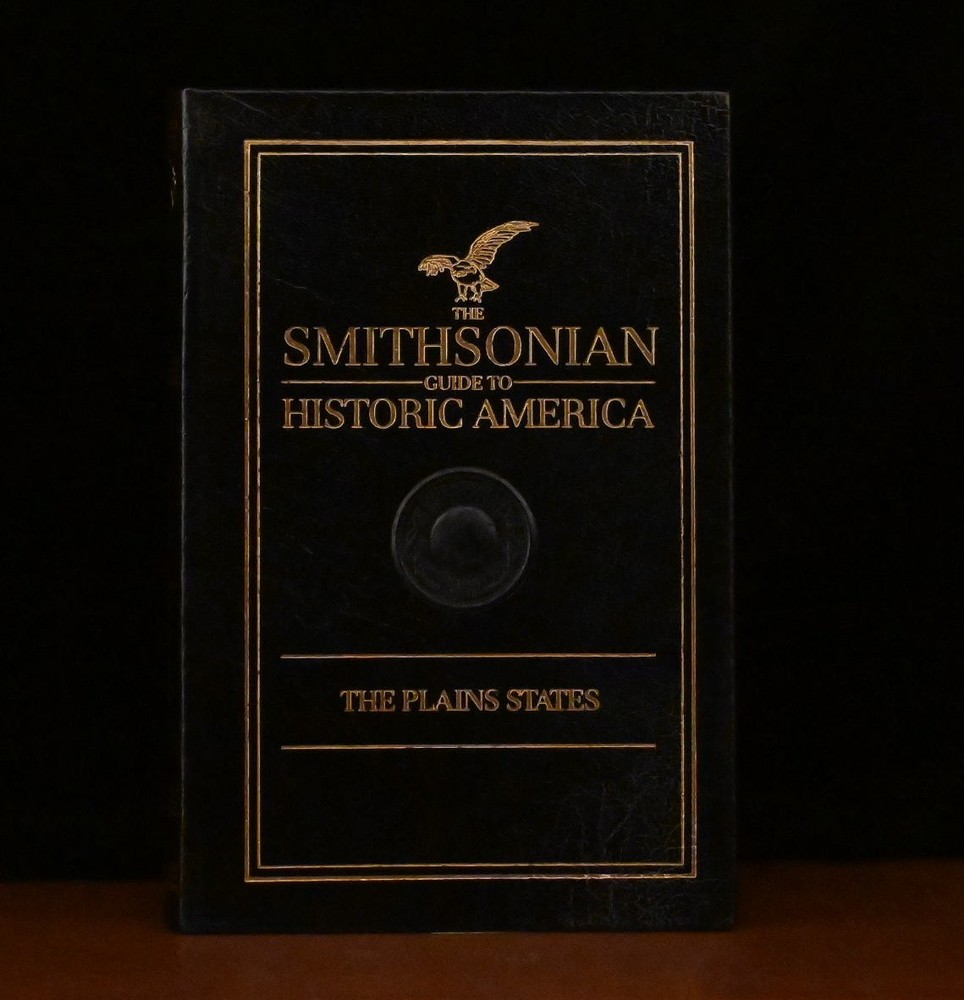 THE
SMITHSONIAN
GUIDE TO
HISTORIC AMERICA
THE PLAINS STATES